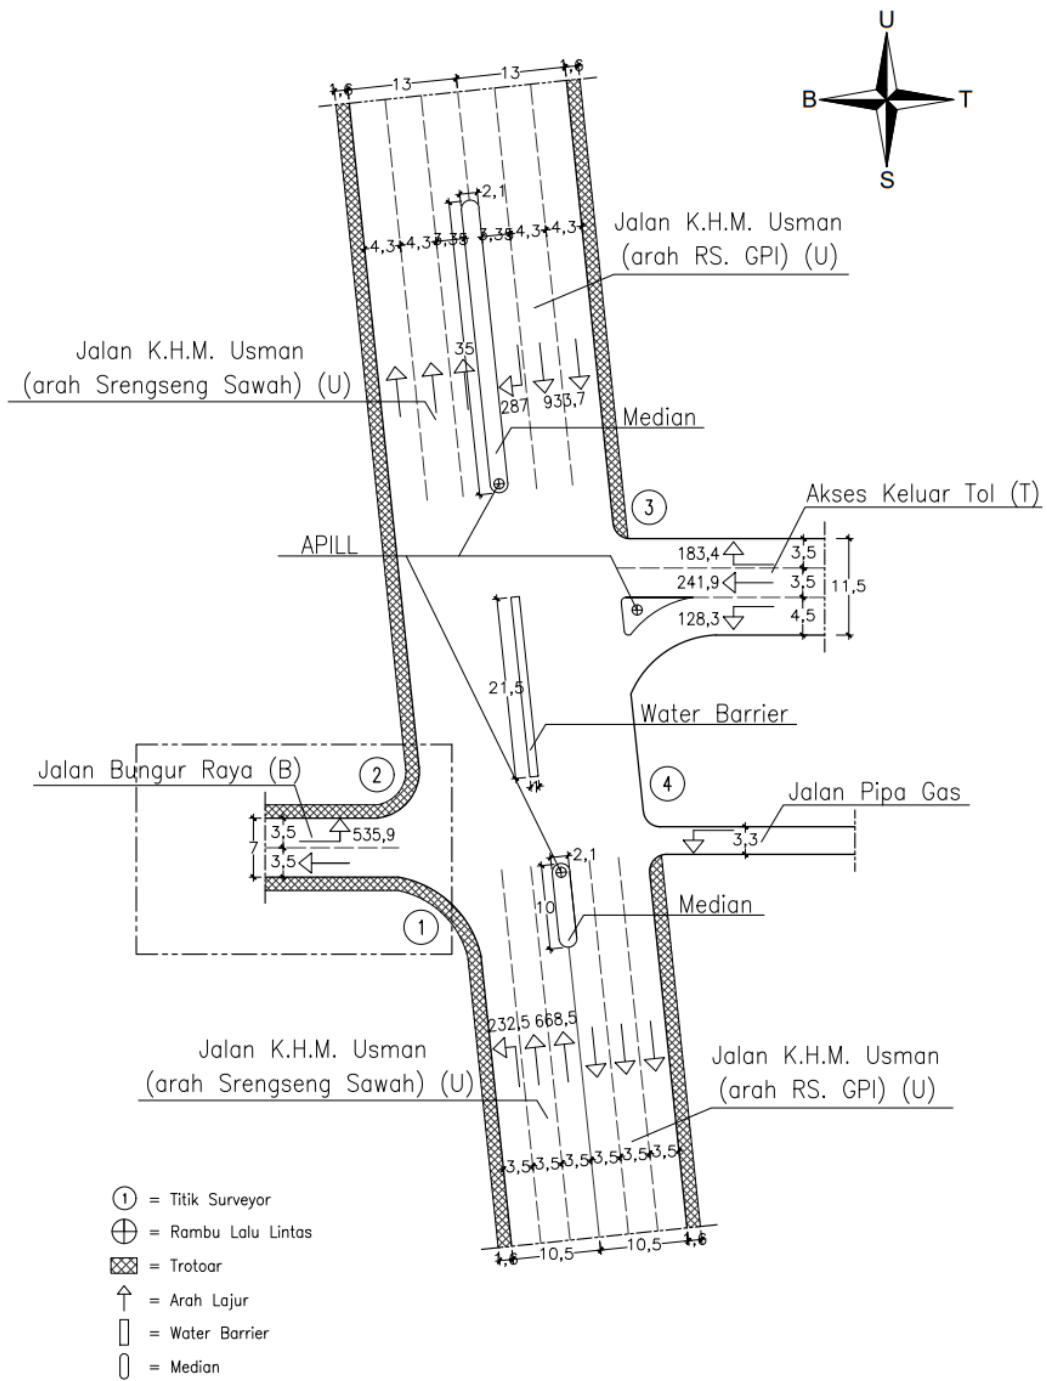 U
B
T
S
1,6
13
13
1,6
2,1
4,3
4,3
3,35
3,35
4,3
4,3
Jalan K.H.M. Usman
(arah RS. GPI) (U)
Jalan K.H.M. Usman
(arah Srengseng Sawah) (U)
35
287
933,7
Median
3
Akses Keluar Tol (T)
APILL
183,4
3,5
241,9
3,5
11,5
128,3
4,5
21,5
Water Barrier
1
Jalan Bungur Raya (B)
2
4
Jalan Pipa Gas
3,5
535,9
7
3,5
3,3
2,1
10
Median
1
232,5
668,5
Jalan K.H.M. Usman
(arah Srengseng Sawah) (U)
Jalan K.H.M. Usman
(arah RS. GPI) (U)
3,5
3,5
3,5
3,5
3,5
3,5
1,6
10,5
10,5
1,6
1 = Titik Surveyor
= Rambu Lalu Lintas
= Trotoar
= Arah Lajur
= Water Barrier
= Median